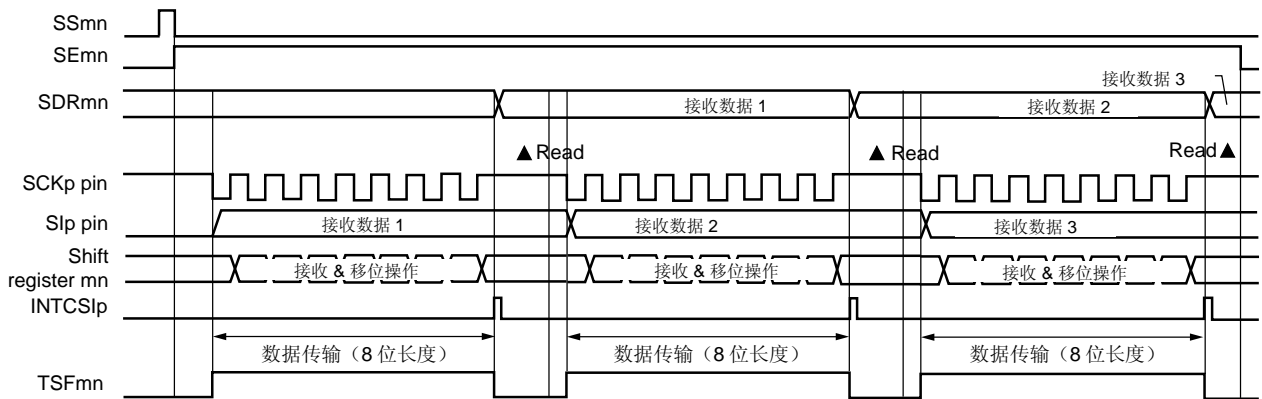 SSmn
SEmn
接收数据 3
SDRmn
接收数据 1
接收数据 2
▲Read
▲ Read
Read▲
SCKp pin
SIp pin
接收数据 1
接收数据 2
接收数据 3
Shift
register mn
接收 & 移位操作
接收 & 移位操作
接收 & 移位操作
INTCSIp
数据传输（8 位长度）
数据传输（8 位长度）
数据传输（8 位长度）
TSFmn